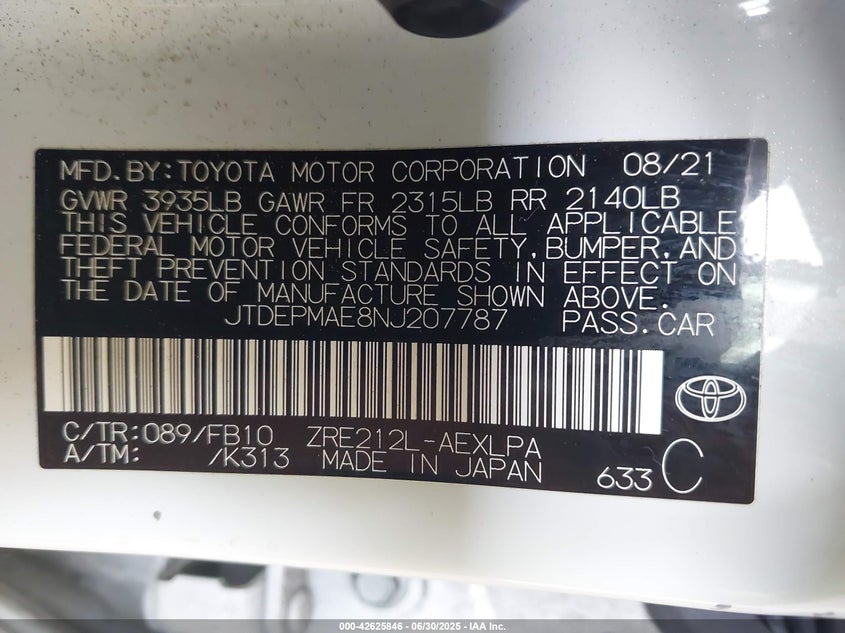 MFD.BY:TOYOTA MOTOR CORPORATION 08/21
GVWR 3935LB GAWR FR 2315LB RR 2140LB
THIS VEHICLE CONFORMS TO ALL APPLICABLE
FEDERAL MOTOR VEHICLE SAFETY,BUMPER,AND
THEFT PREVENTION STANDARDS IN EFFECT ON
THE DATE OF MANUFACTURE SHOWN ABOVE.
JTDEPMAE8NJ207787 PASS.CAR
C/TR:089/FB10 ZRE212L-AEXLPA
A/TM: /K313 MADE IN JAPAN 633 C
000-42625846 - 06/30/2025 - IAA Inc.